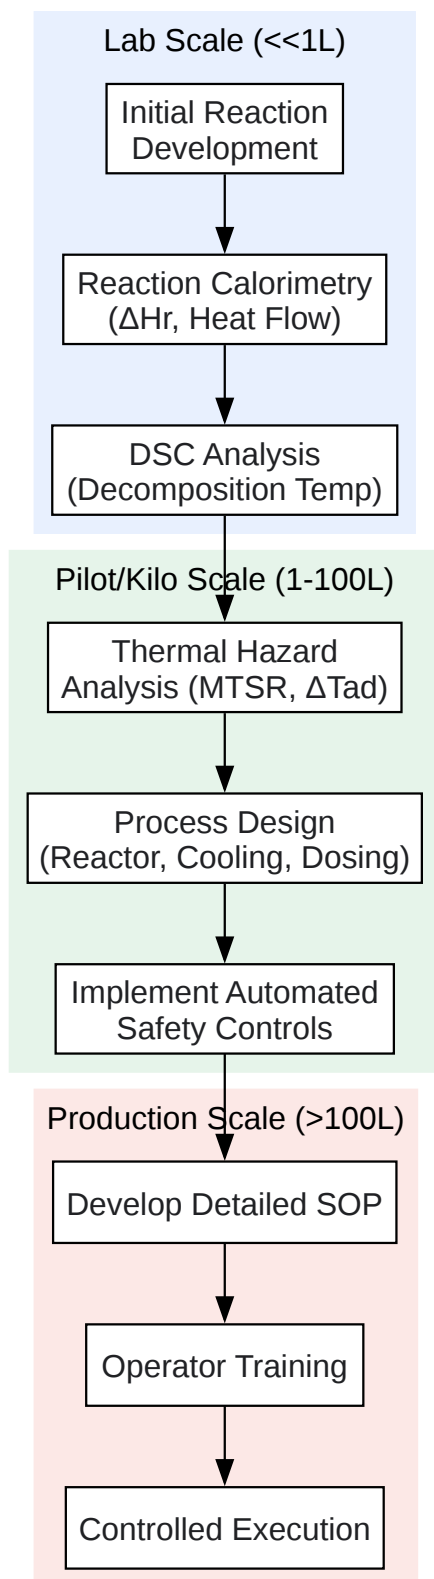 Lab Scale (<<1L)
Initial Reaction
Development
Reaction Calorimetry
(ΔHr, Heat Flow)
DSC Analysis
(Decomposition Temp)
Pilot/Kilo Scale (1-100L)
Thermal Hazard
Analysis (MTSR, ΔTad)
Process Design
(Reactor, Cooling, Dosing)
Implement Automated
Safety Controls
Production Scale (>100L)
Develop Detailed SOP
Operator Training
Controlled Execution